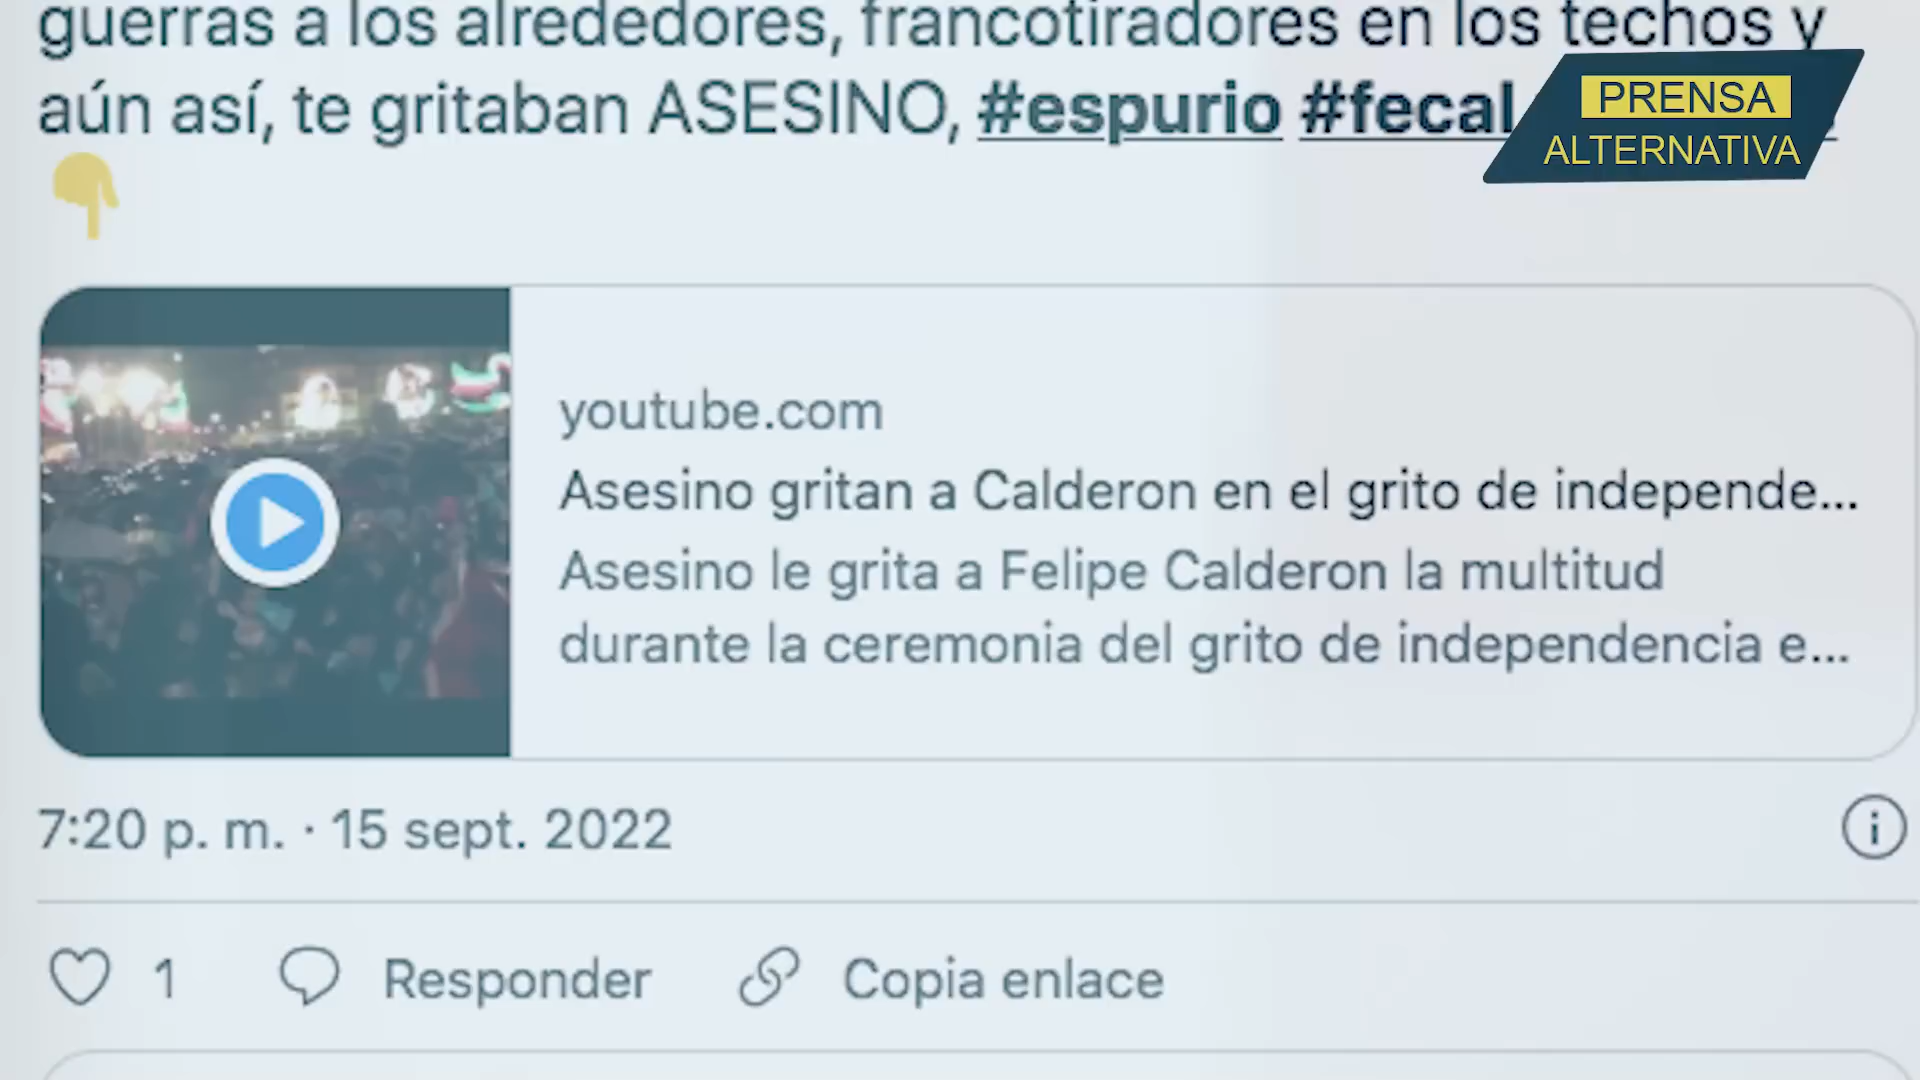 guerras a los alrededores, francotiradores en los techos y
aún así, te gritaban ASESINO, #espurio #fecal
PRENSA
ALTERNATIVA
youtube.com
Asesino gritan a Calderon en el grito de independe...
Asesino le grita a Felipe Calderon la multitud
durante la ceremonia del grito de independencia e...
7:20 p. m. · 15 sept. 2022
1
Responder
Copia enlace